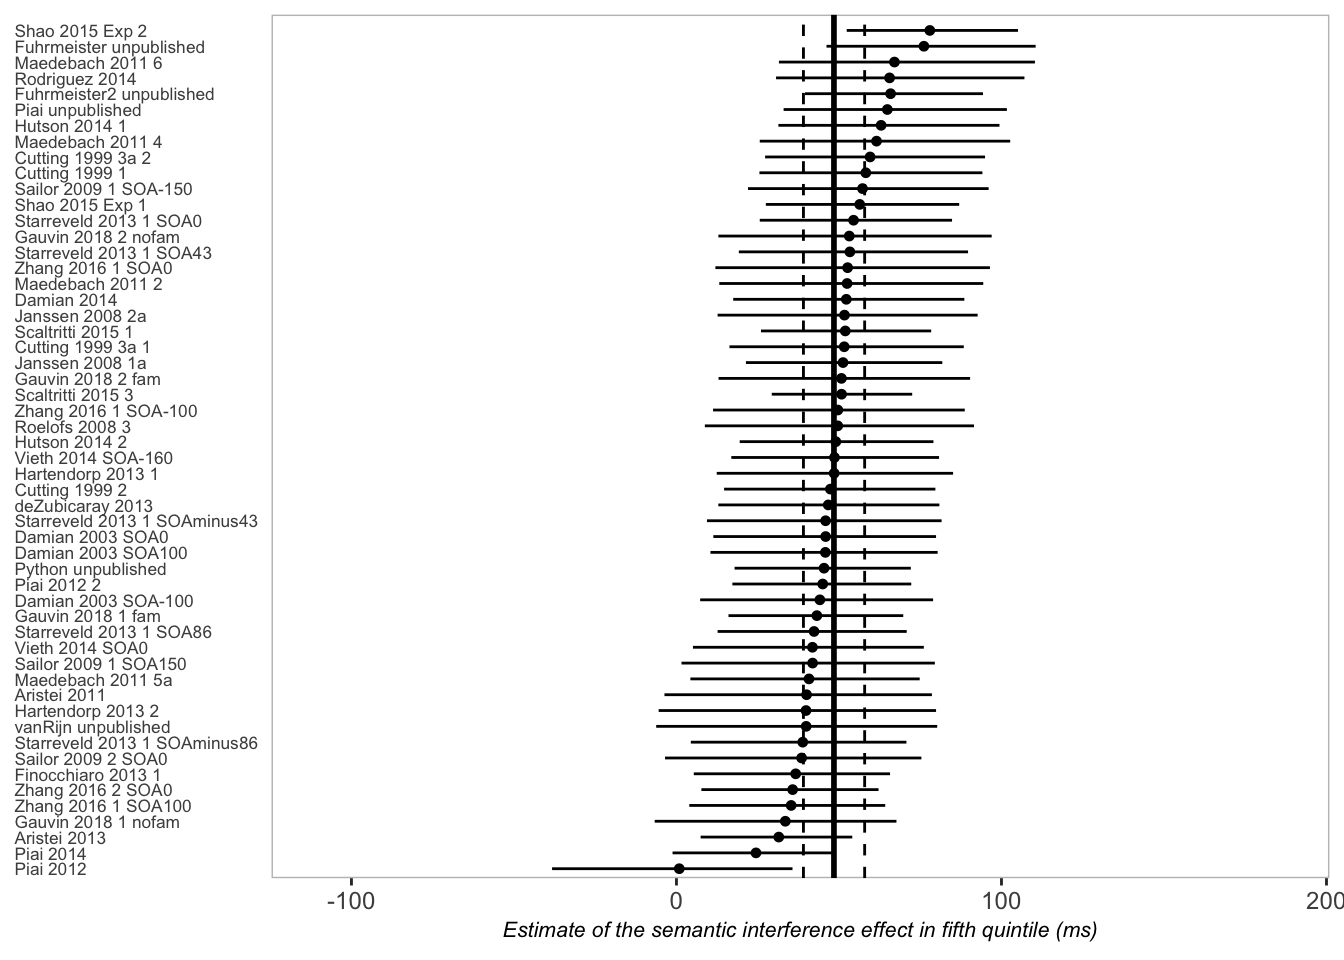 Shao 2015 Exp 2
Fuhrmeister unpublished
Maedebach 2011 6
Rodriguez 2014
Fuhrmeister2 unpublished
Piai unpublished
Hutson 2014 1
Maedebach 2011 4
Cutting 1999 3a 2
Cutting 1999 1
Sailor 2009 1 SOA-150
Shao 2015 Exp 1
Starreveld 2013 1 SOA0
Gauvin 2018 2 nofam
Starreveld 2013 1 SOA43
Zhang 2016 1 SOA0
Maedebach 2011 2
Damian 2014
Janssen 2008 2a
Scaltritti 2015 1
Cutting 1999 3a 1
Janssen 2008 1a
Gauvin 2018 2 fam
Scaltritti 2015 3
Zhang 2016 1 SOA-100
Roelofs 2008 3
Hutson 2014 2
Vieth 2014 SOA-160
Hartendorp 2013 1
Cutting 1999 2
deZubicaray 2013
Starreveld 2013 1 SOAminus43
Damian 2003 SOA0
Damian 2003 SOA100
Python unpublished
Piai 2012 2
Damian 2003 SOA-100
Gauvin 2018 1 fam
Starreveld 2013 1 SOA86
Vieth 2014 SOA0
Sailor 2009 1 SOA150
Maedebach 2011 5a
Aristei 2011
Hartendorp 2013 2
vanRijn unpublished
Starreveld 2013 1 SOAminus86
Sailor 2009 2 SOA0
Finocchiaro 2013 1
Zhang 2016 2 SOA0
Zhang 2016 1 SOA100
Gauvin 2018 1 nofam
Aristei 2013
Piai 2014
Piai 2012
-100 0 100 200
Estimate of the semantic interference effect in fifth quintile (ms)